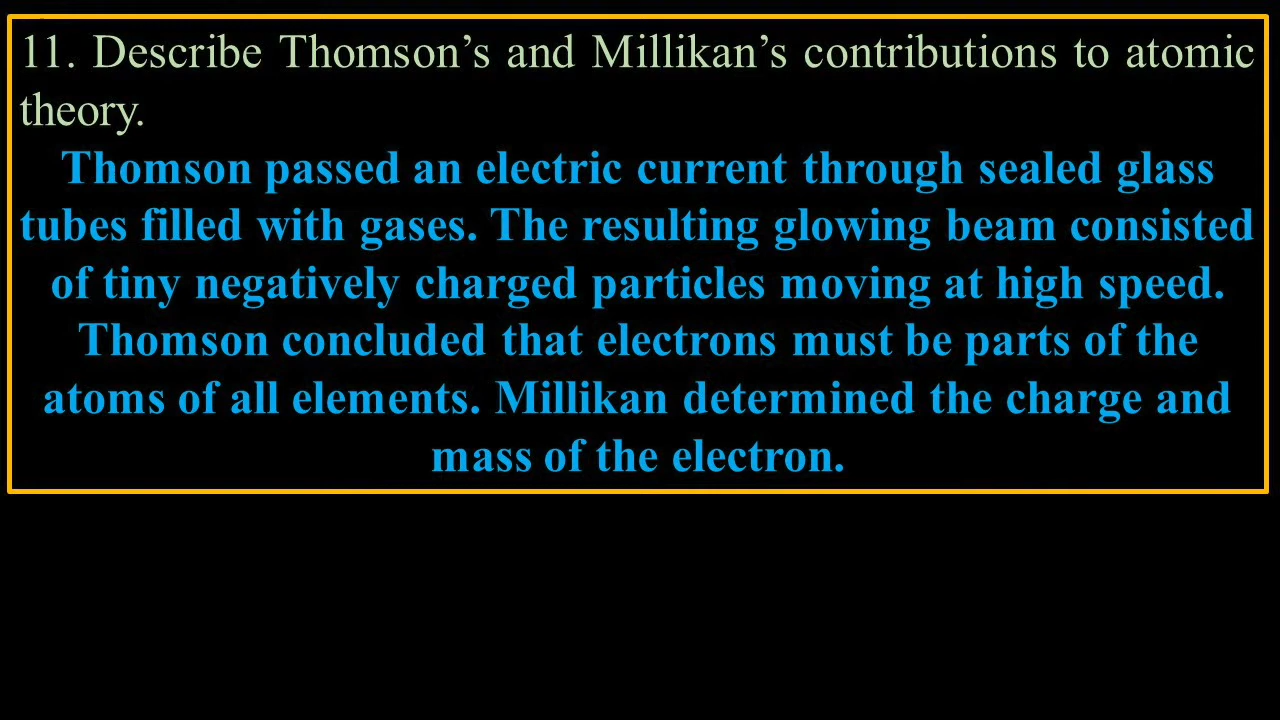 11. Describe Thomson’s and Millikan’s contributions to atomic
theory.
Thomson passed an electric current through sealed glass
tubes filled with gases. The resulting glowing beam consisted
of tiny negatively charged particles moving at high speed.
Thomson concluded that electrons must be parts of the
atoms of all elements. Millikan determined the charge and
mass of the electron.